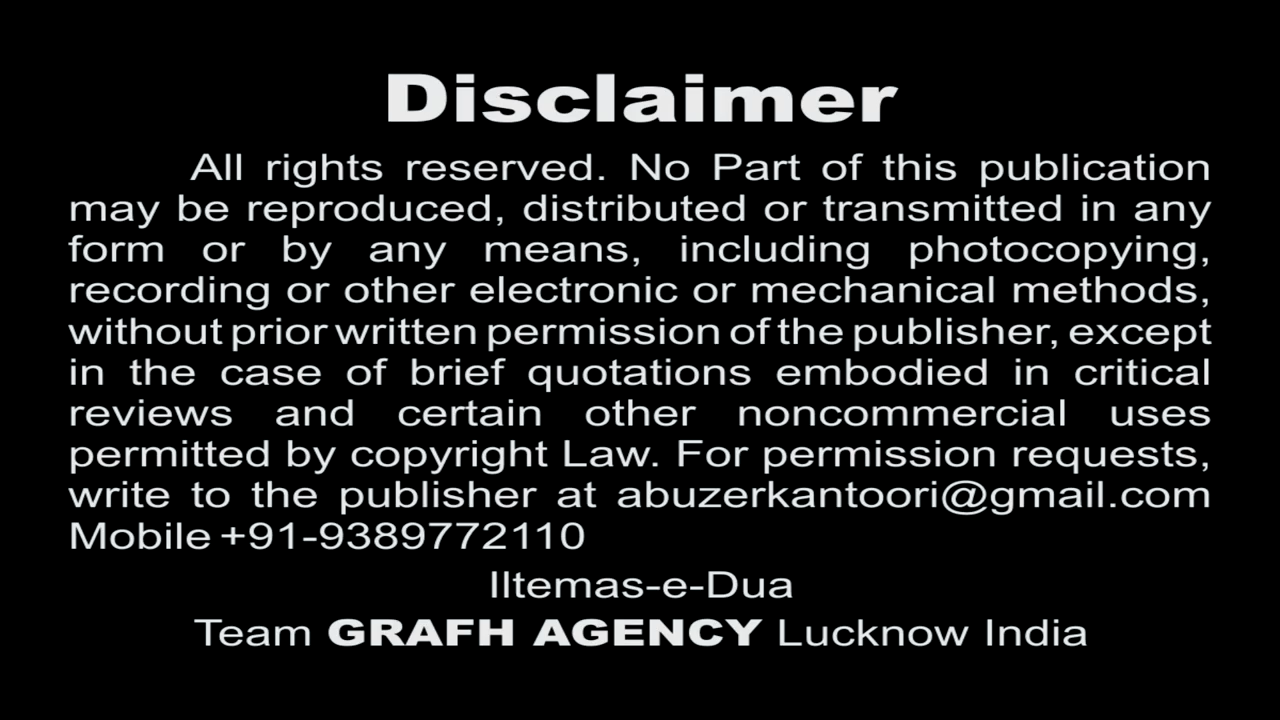 Disclaimer
All rights reserved. No Part of this publication
may be reproduced, distributed or transmitted in any
form or by any means, including photocopying,
recording or other electronic or mechanical methods,
without prior written permission of the publisher, except
in the case of brief quotations embodied in critical
reviews and certain other noncommercial uses
permitted by copyright Law. For permission requests,
write to the publisher at abuzerkantoori@gmail.com
Mobile +91-9389772110
Iltemas-e-Dua
Team GRAFH AGENCY Lucknow India